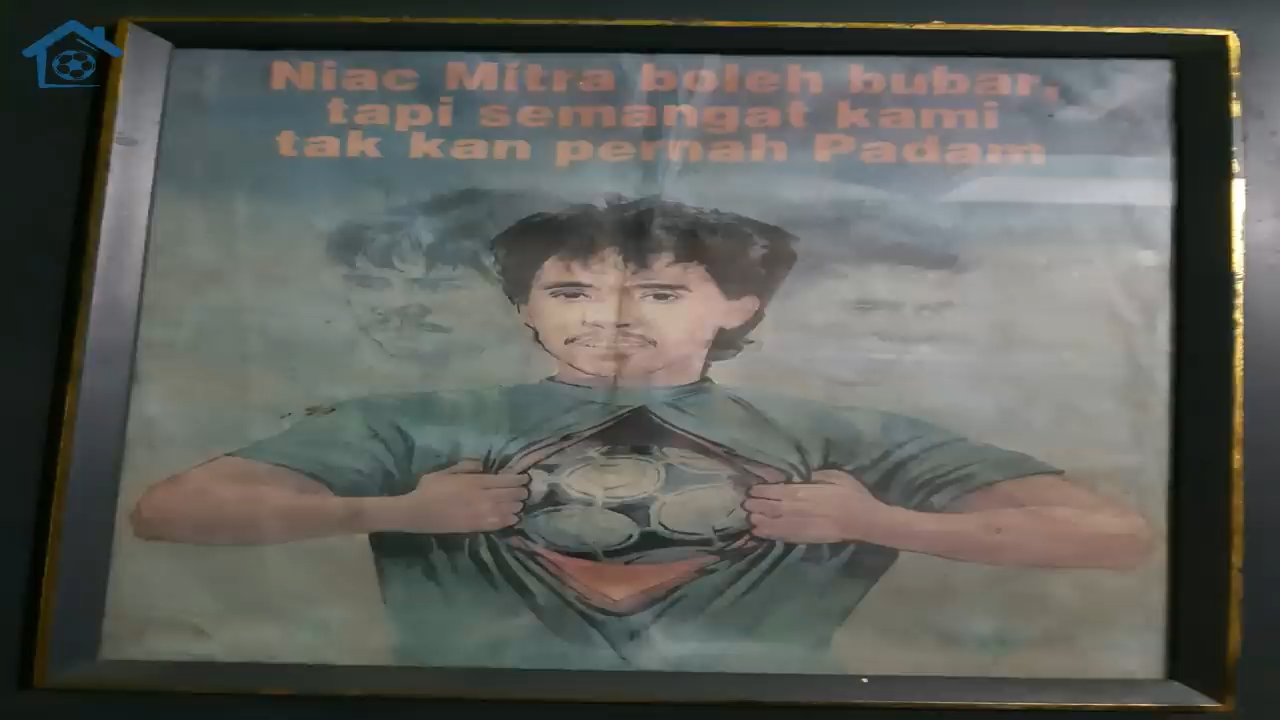 Niac Mitra boleh bubar,
tapi semangat kami
tak kan pernah Padam